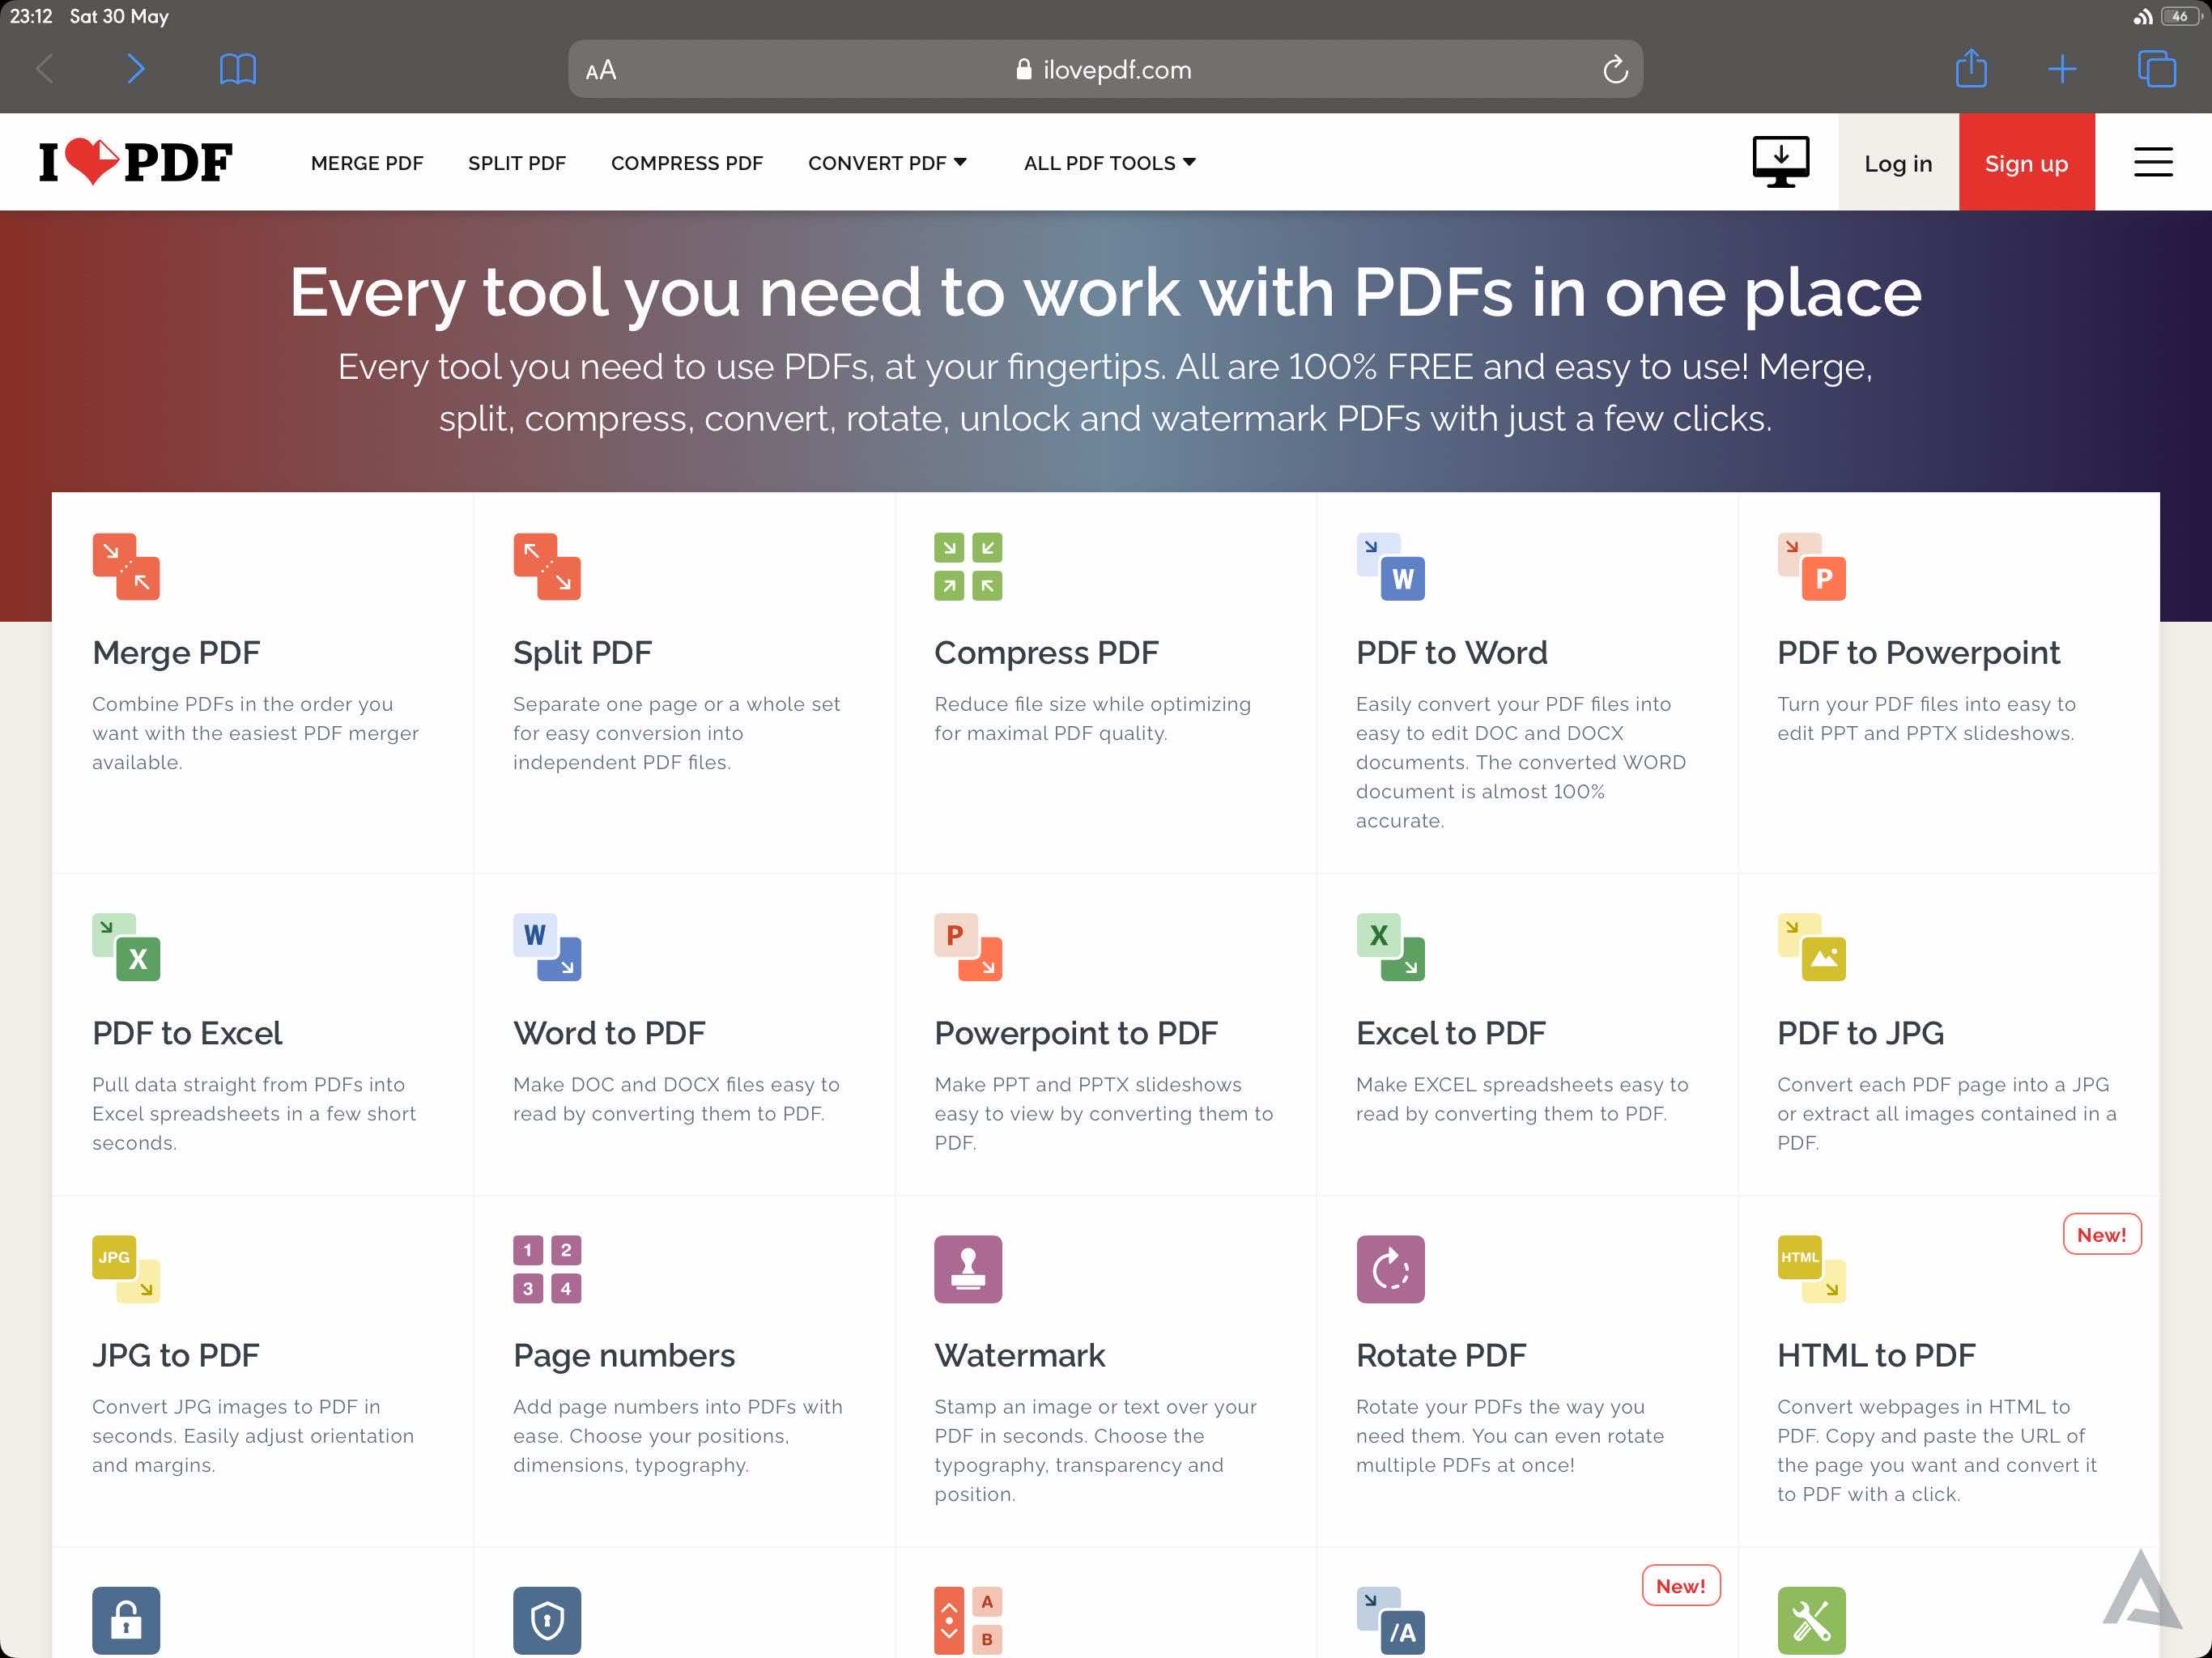 23:12 Sat 30 May
46
AA ilovepdf.com
I PDF MERGE PDF SPLIT PDF COMPRESS PDF CONVERT PDF ALL PDF TOOLS Log in Sign up
Every tool you need to work with PDFs in one place
Every tool you need to use PDFs, at your fingertips. All are 100% FREE and easy to use! Merge,
split, compress, convert, rotate, unlock and watermark PDFs with just a few clicks.
Merge PDF
Combine PDFs in the order you
want with the easiest PDF merger
available.
Split PDF
Separate one page or a whole set
for easy conversion into
independent PDF files.
Compress PDF
Reduce file size while optimizing
for maximal PDF quality.
W
PDF to Word
Easily convert your PDF files into
easy to edit DOC and DOCX
documents. The converted WORD
document is almost 100%
accurate.
P
PDF to Powerpoint
Turn your PDF files into easy to
edit PPT and PPTX slideshows.
X
PDF to Excel
Pull data straight from PDFs into
Excel spreadsheets in a few short
seconds.
W
Word to PDF
Make DOC and DOCX files easy to
read by converting them to PDF.
P
Powerpoint to PDF
Make PPT and PPTX slideshows
easy to view by converting them to
PDF.
X
Excel to PDF
Make EXCEL spreadsheets easy to
read by converting them to PDF.
PDF to JPG
Convert each PDF page into a JPG
or extract all images contained in a
PDF.
JPG
JPG to PDF
Convert JPG images to PDF in
seconds. Easily adjust orientation
and margins.
1 2
3 4
Page numbers
Add page numbers into PDFs with
ease. Choose your positions,
dimensions, typography.
Watermark
Stamp an image or text over your
PDF in seconds. Choose the
typography, transparency and
position.
Rotate PDF
Rotate your PDFs the way you
need them. You can even rotate
multiple PDFs at once!
New!
HTML
HTML to PDF
Convert webpages in HTML to
PDF. Copy and paste the URL of
the page you want and convert it
to PDF with a click.
A
B
New!
/A